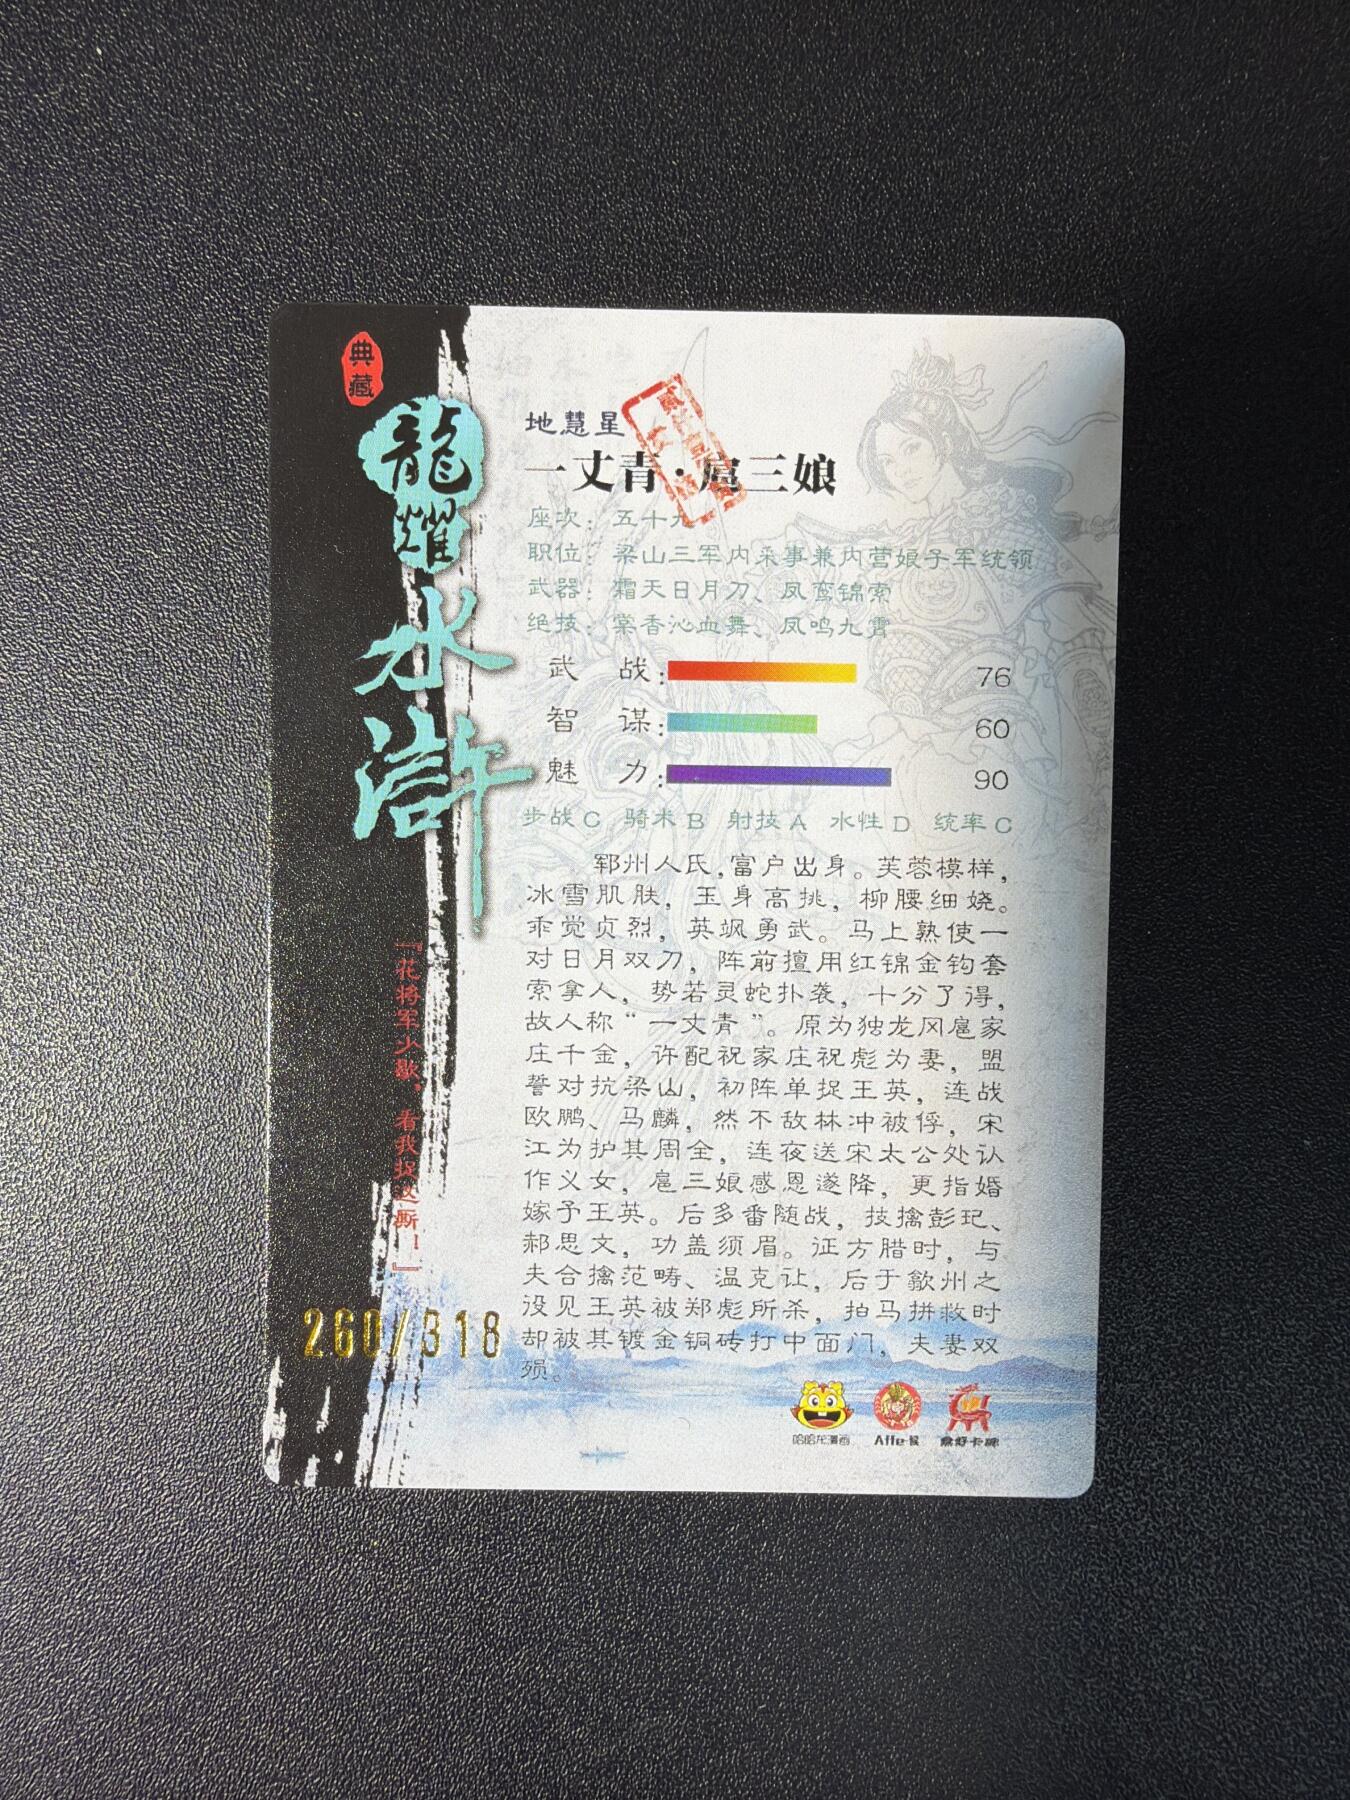 典藏
龍耀水滸
『花将军少歇，看我捉这厮！』
260/318
地慧星
一丈青·扈三娘
座次：五十九
职位：梁山三军内采事兼内营娘子军统领
武器：霜天日月刀、凤鸾锦索
绝技：棠香沁血舞、凤鸣九霄
武 战：76
智 谋：60
魅 力：90
步战C 骑术B 射技A 水性D 统率C
郓州人氏，富户出身。芙蓉模样，
冰雪肌肤，玉身高挑，柳腰细娆。
乖觉贞烈，英飒勇武。马上熟使一
对日月双刀，阵前擅用红锦金钩套
索拿人，势若灵蛇扑袭，十分了得，
故人称“一丈青”。原为独龙冈扈家
庄千金，许配祝家庄祝彪为妻，盟
誓对抗梁山，初阵单捉王英，连战
欧鹏、马麟，然不敌林冲被俘，宋
江为护其周全，连夜送宋太公处认
作义女，扈三娘感恩遂降，更指婚
嫁予王英。后多番随战，技擒彭玘、
郝思文，功盖须眉。征方腊时，与
夫合擒范畴、温克让，后于歙州之
役见王英被郑彪所杀，拍马拼救时
却被其镀金铜砖打中面门，夫妻双
殒。
哈哈龙漫画
Affe·猴
鼎好卡牌